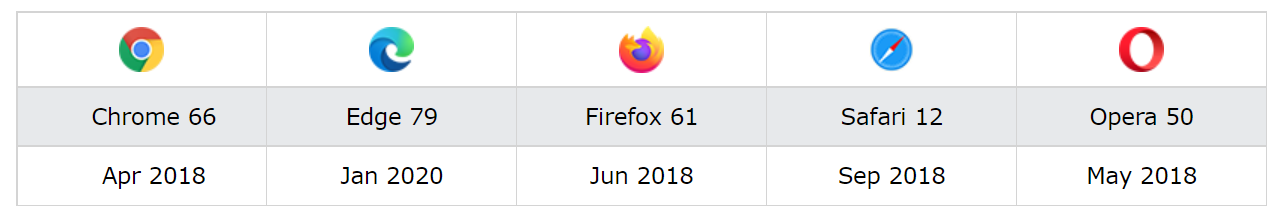 Chrome 66 Edge 79 Firefox 61 Safari 12 Opera 50
Apr 2018 Jan 2020 Jun 2018 Sep 2018 May 2018